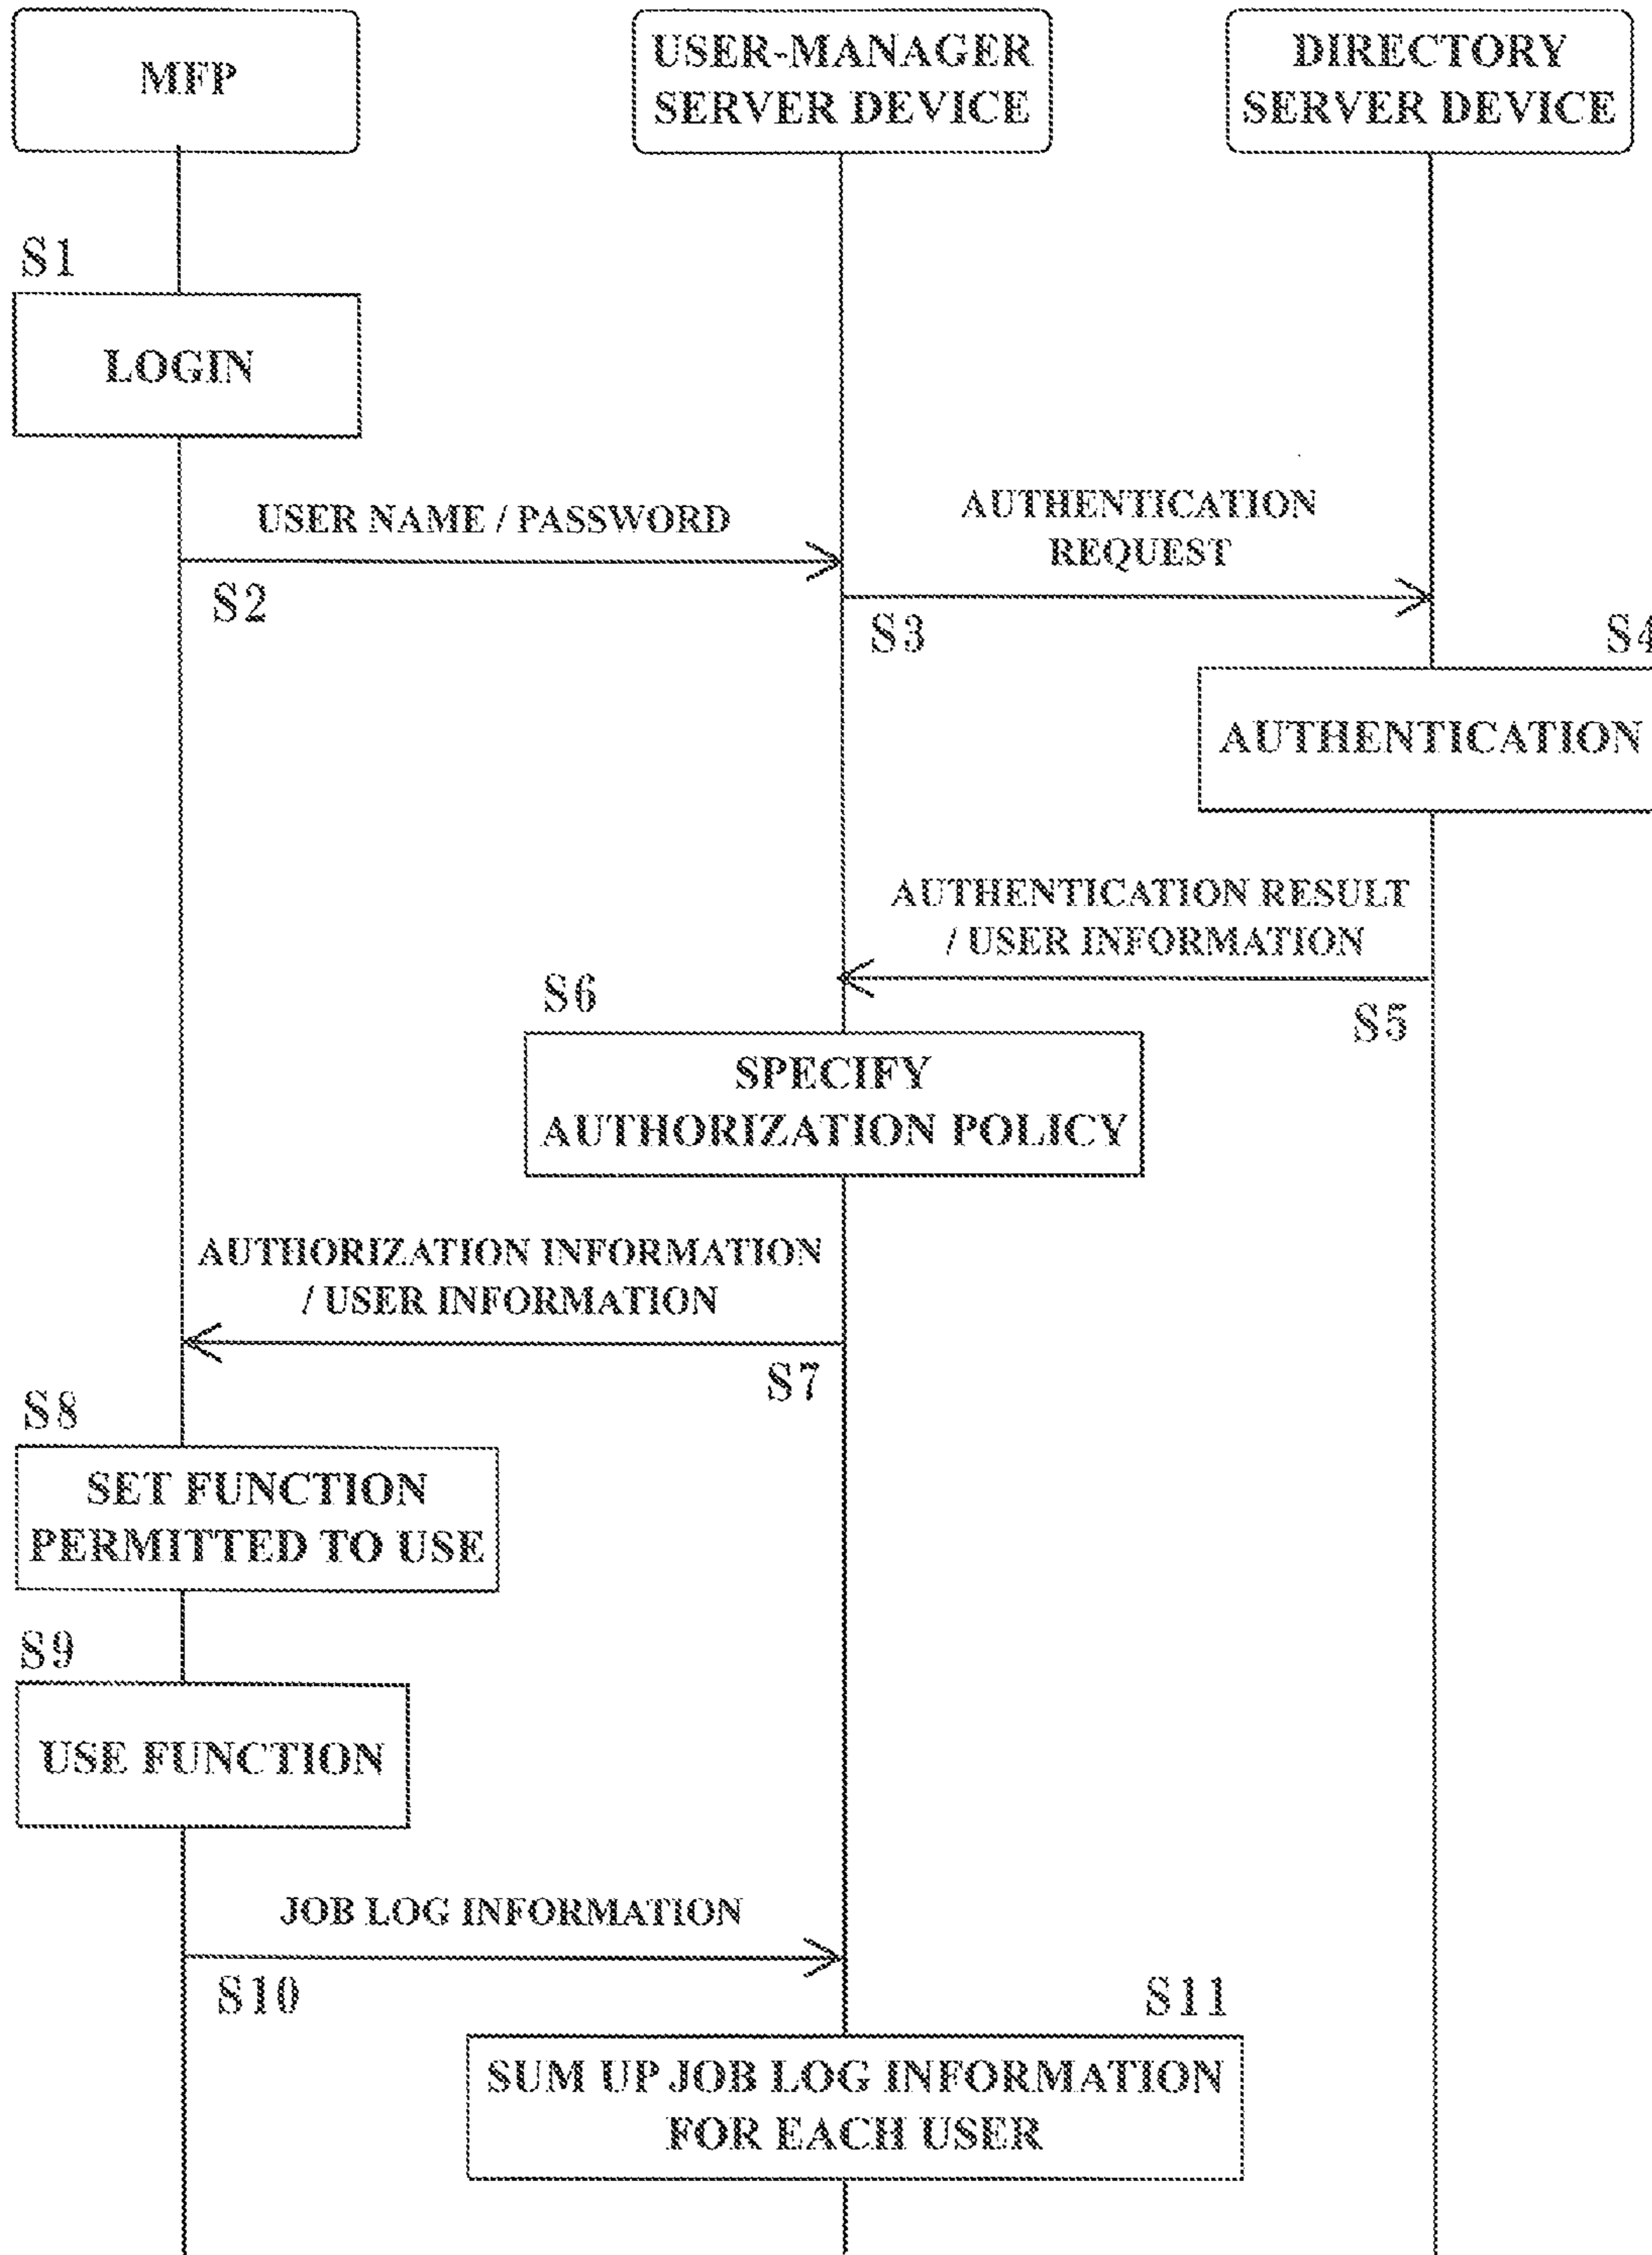 MFP
USER-MANAGER
SERVER DEVICE
DIRECTORY
SERVER DEVICE
S1
LOGIN
USER NAME / PASSWORD
S2
AUTHENTICATION
REQUEST
S3
S4
AUTHENTICATION
AUTHENTICATION RESULT
/ USER INFORMATION
S5
S6
SPECIFY
AUTHORIZATION POLICY
AUTHORIZATION INFORMATION
/ USER INFORMATION
S7
S8
SET FUNCTION
PERMITTED TO USE
S9
USE FUNCTION
JOB LOG INFORMATION
S10
S11
SUM UP JOB LOG INFORMATION
FOR EACH USER